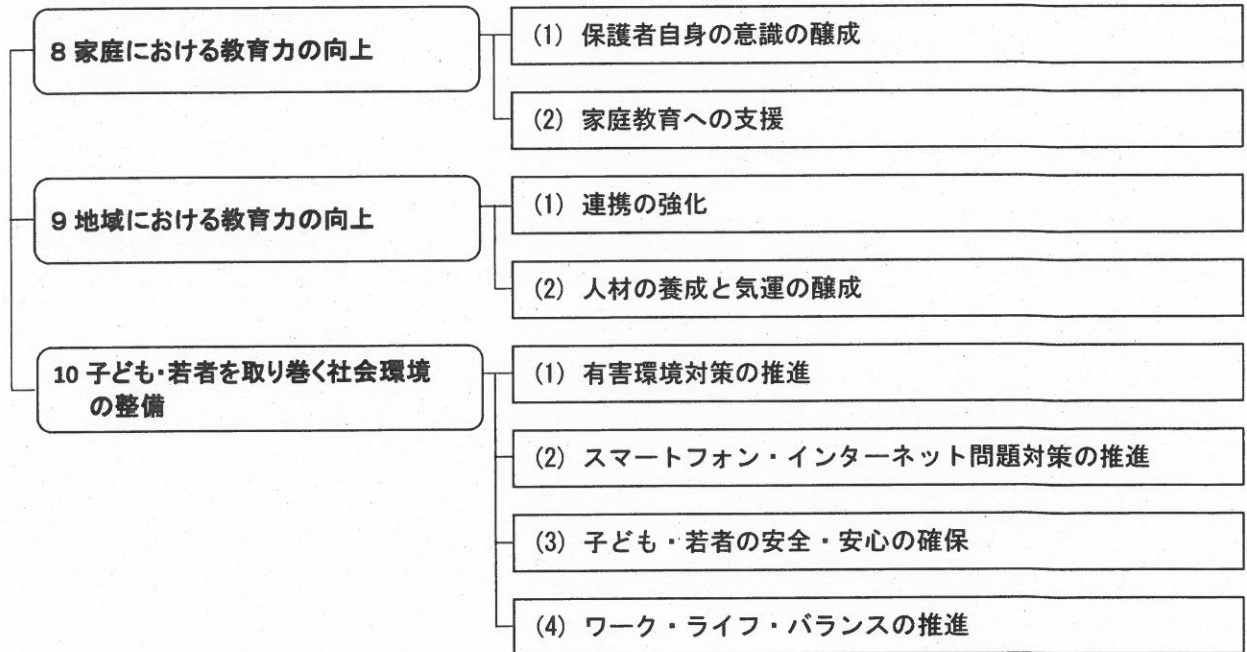 8 家庭における教育力の向上
(1) 保護者自身の意識の醸成
(2) 家庭教育への支援
9 地域における教育力の向上
(1) 連携の強化
(2) 人材の養成と気運の醸成
10 子ども・若者を取り巻く社会環境
の整備
(1) 有害環境対策の推進
(2) スマートフォン・インターネット問題対策の推進
(3) 子ども・若者の安全・安心の確保
(4) ワーク・ライフ・バランスの推進